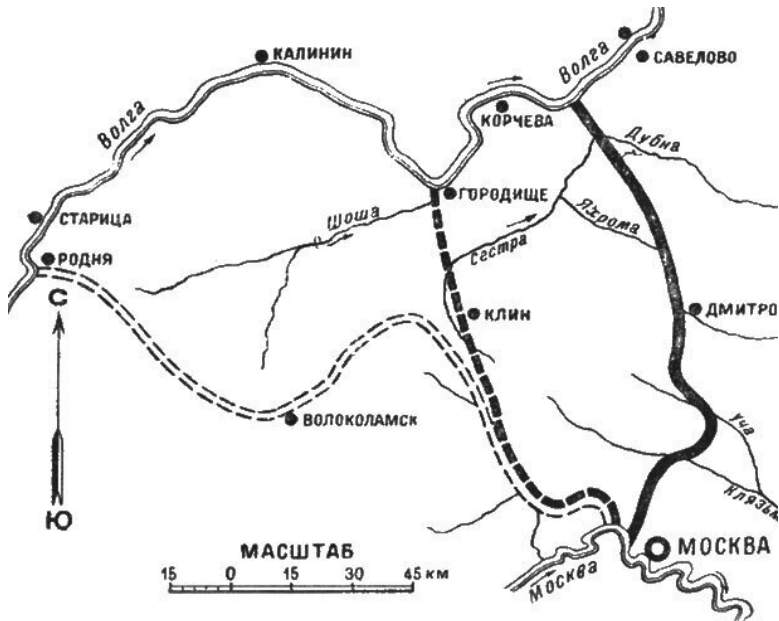 КАЛИНИН
Волга
САВЕЛОВО
Волга
КОРЧЕВА
Дубна
СТАРИЦА
Шоша
ГОРОДИЩЕ
Яхрома
РОДНЯ
Сестра
С
КЛИН
ДМИТРО
ВОЛОКОЛАМСК
Уча
Клязьм
Ю
МАСШТАБ
15 0 15 30 45 КМ
Москва
МОСКВА